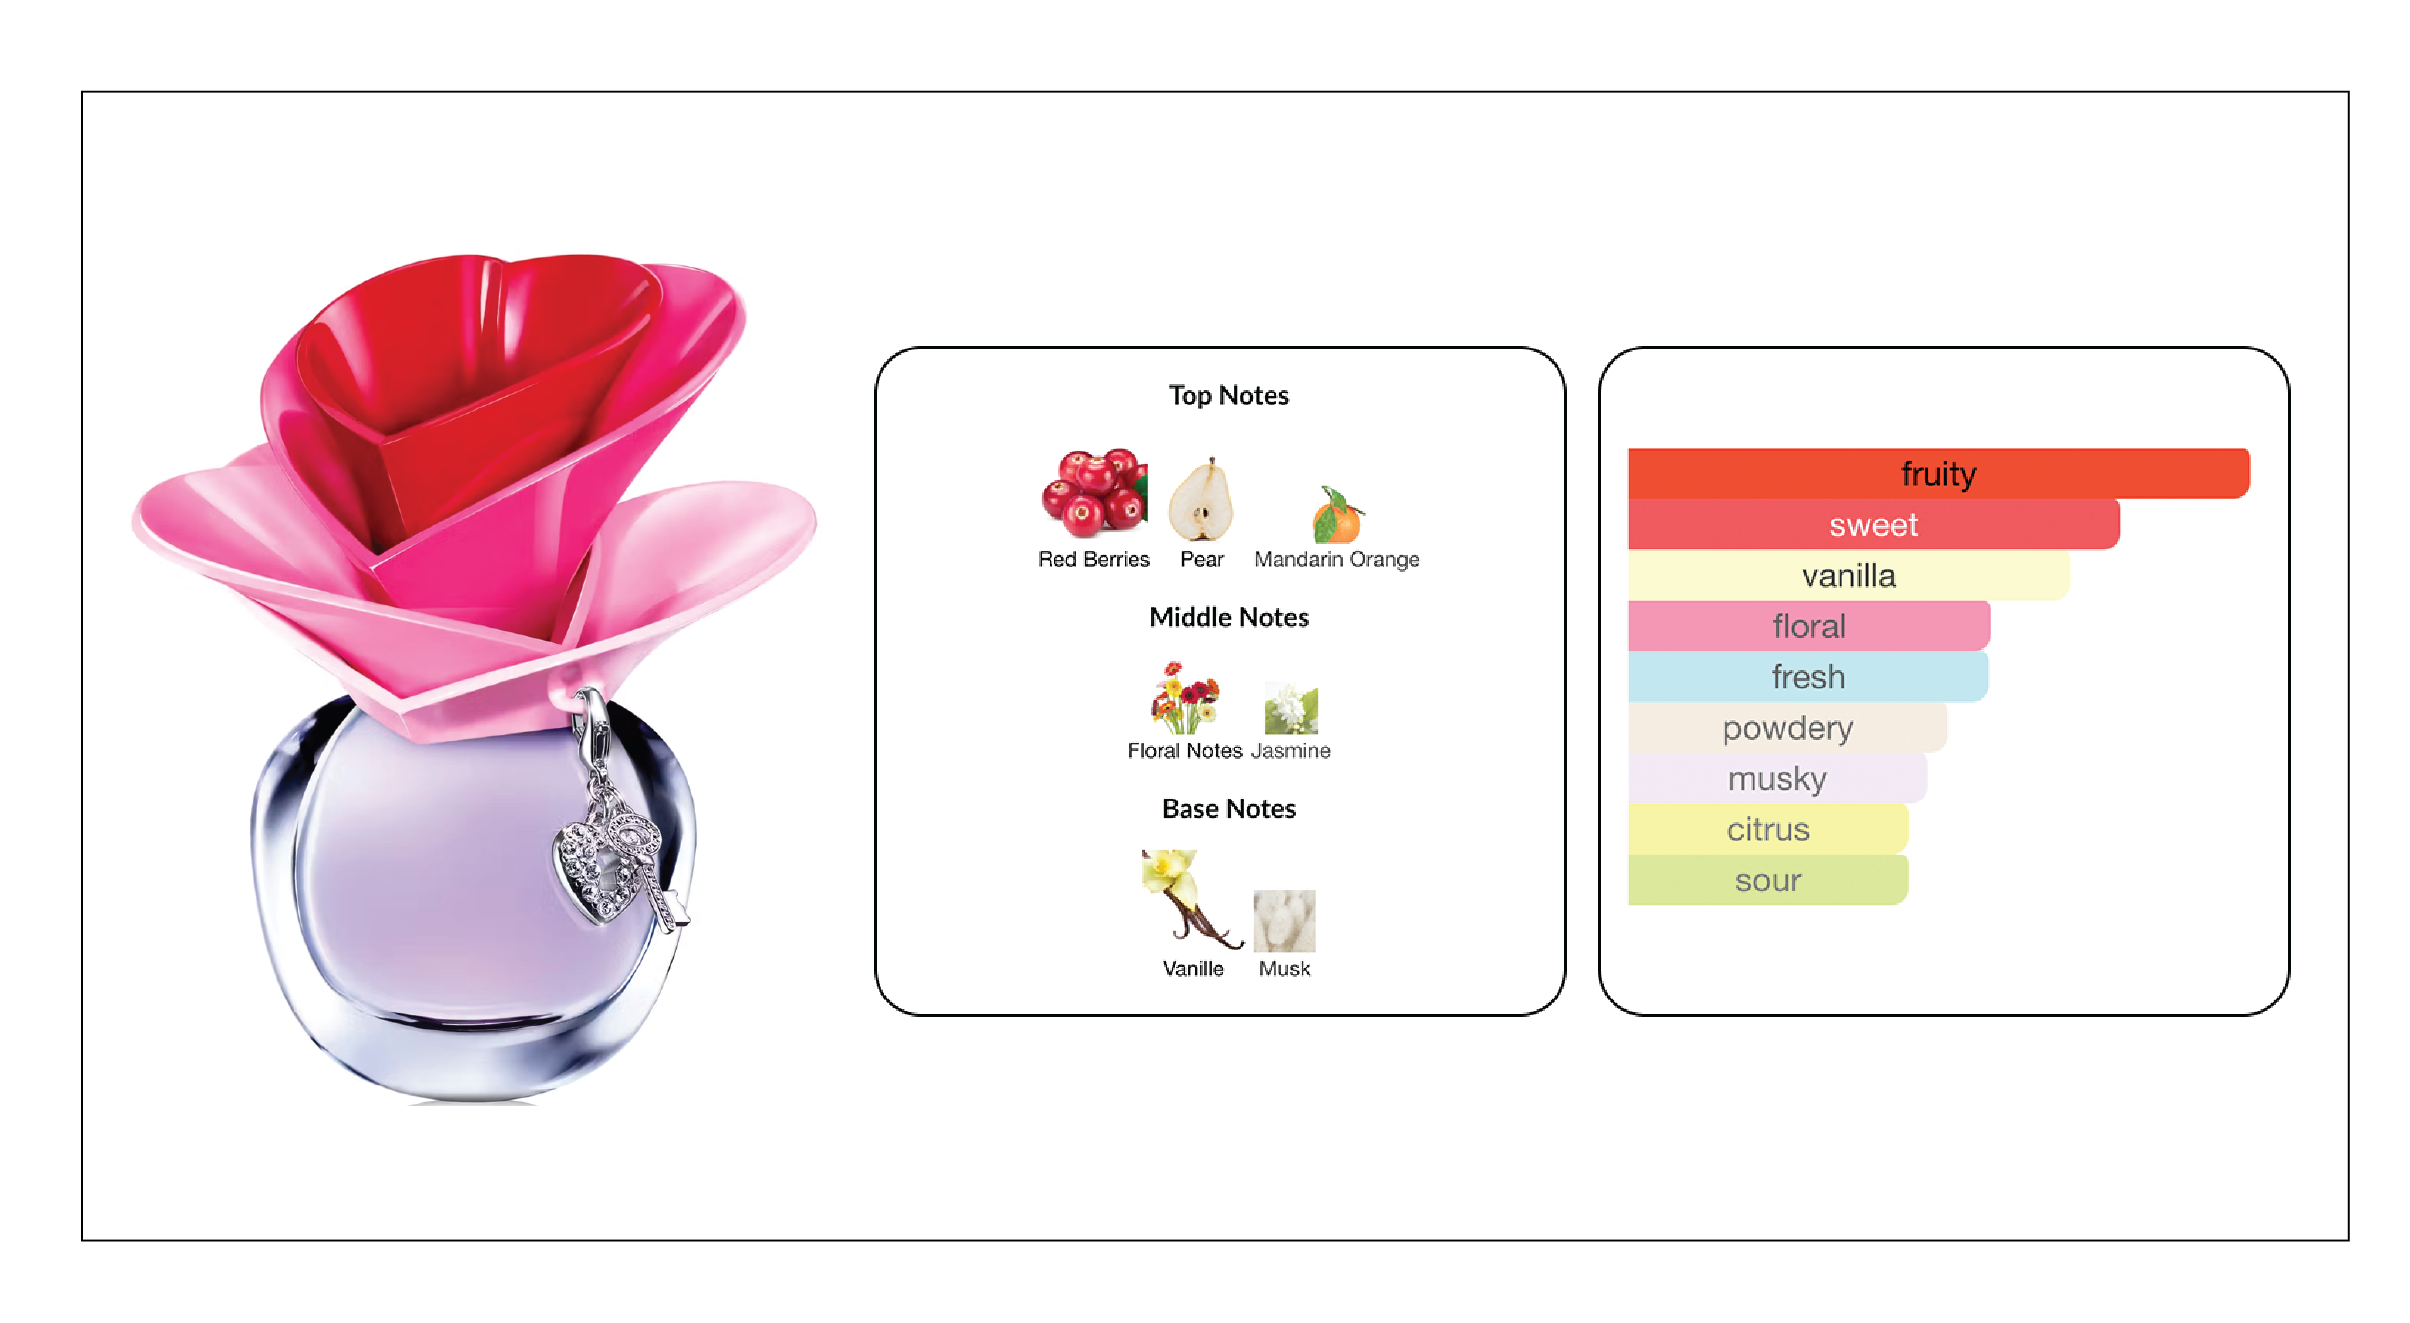 Top Notes
Red Berries Pear Mandarin Orange
Middle Notes
Floral Notes Jasmine
Base Notes
Vanille Musk
fruity
sweet
vanilla
floral
fresh
powdery
musky
citrus
sour